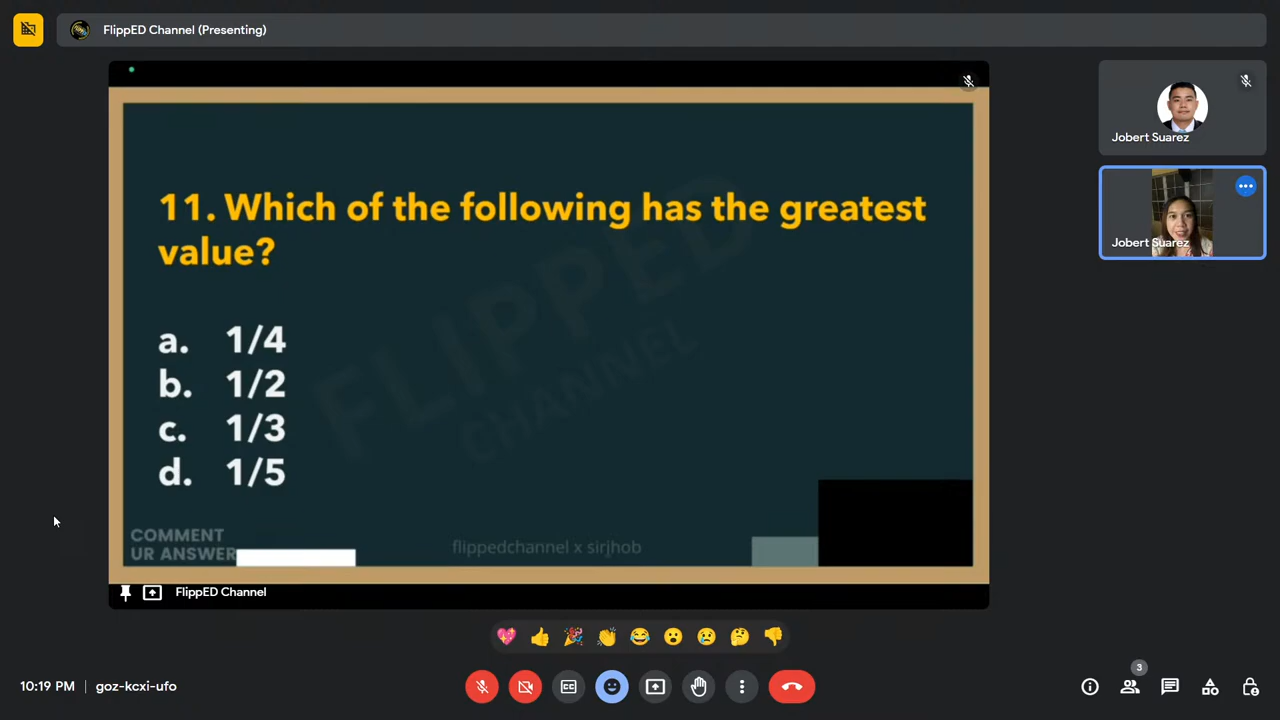 FlippED Channel (Presenting)
11. Which of the following has the greatest
value?
a. 1/4
b. 1/2
c. 1/3
d. 1/5
FLIPPED
CHANNEL
COMMENT
UR ANSWER
flippedchannel x sirjhob
FlippED Channel
Jobert Suarez
Jobert Suarez
10:19 PM | goz-kcxi-ufo
3